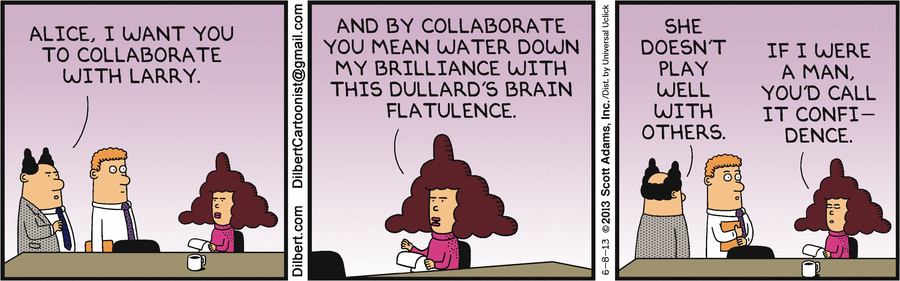 ALICE, I WANT YOU
TO COLLABORATE
WITH LARRY.
Dilbert.com DilbertCartoonist@gmail.com
AND BY COLLABORATE
YOU MEAN WATER DOWN
MY BRILLIANCE WITH
THIS DULLARD'S BRAIN
FLATULENCE.
6-8-13 © 2013 Scott Adams, Inc. /Dist. by Universal Uclick
SHE
DOESN'T
PLAY
WELL
WITH
OTHERS.
IF I WERE
A MAN,
YOU'D CALL
IT CONFI-
DENCE.